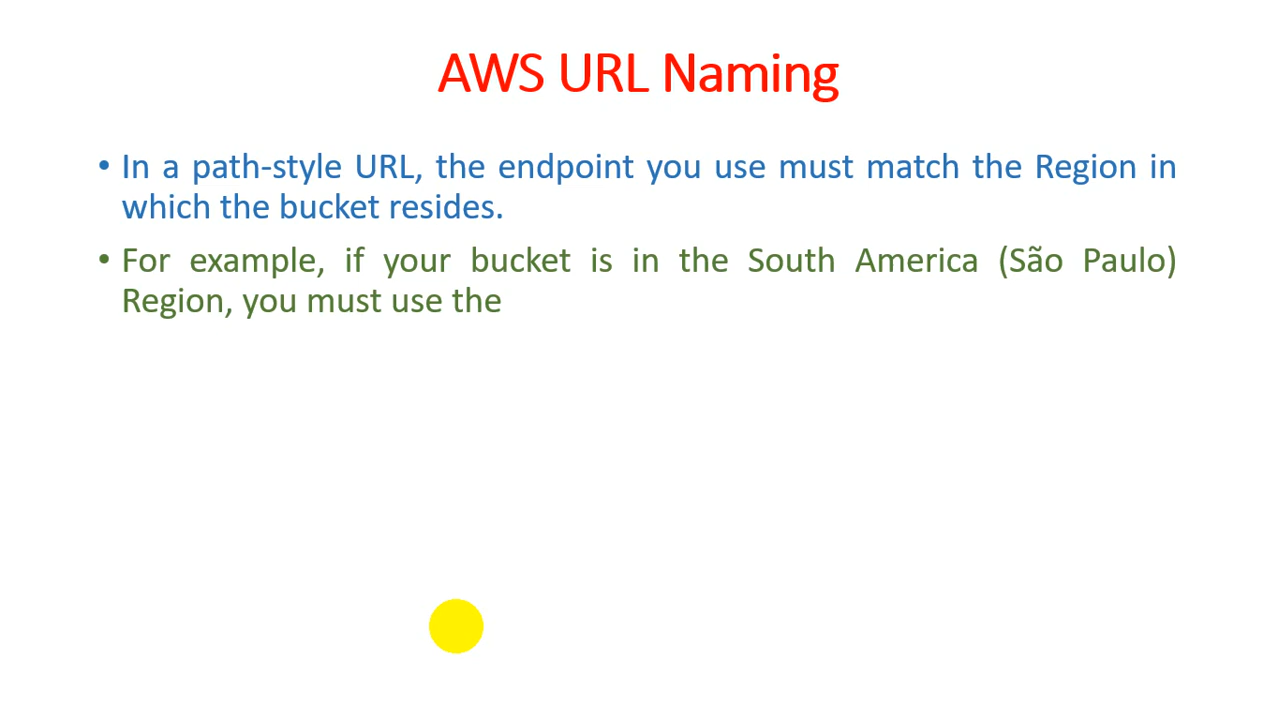 AWS URL Naming
• In a path-style URL, the endpoint you use must match the Region in
which the bucket resides.
• For example, if your bucket is in the South America (São Paulo)
Region, you must use the